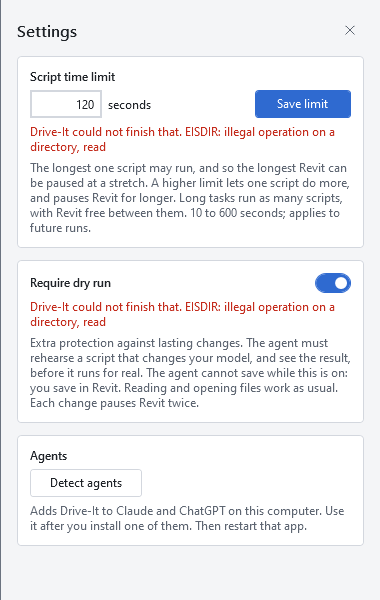 Settings
Script time limit
120 seconds Save limit
Drive-It could not finish that. EISDIR: illegal operation on a
directory, read
The longest one script may run, and so the longest Revit can
be paused at a stretch. A higher limit lets one script do more,
and pauses Revit for longer. Long tasks run as many scripts,
with Revit free between them. 10 to 600 seconds; applies to
future runs.
Require dry run
Drive-It could not finish that. EISDIR: illegal operation on a
directory, read
Extra protection against lasting changes. The agent must
rehearse a script that changes your model, and see the result,
before it runs for real. The agent cannot save while this is on:
you save in Revit. Reading and opening files work as usual.
Each change pauses Revit twice.
Agents
Detect agents
Adds Drive-It to Claude and ChatGPT on this computer. Use
it after you install one of them. Then restart that app.